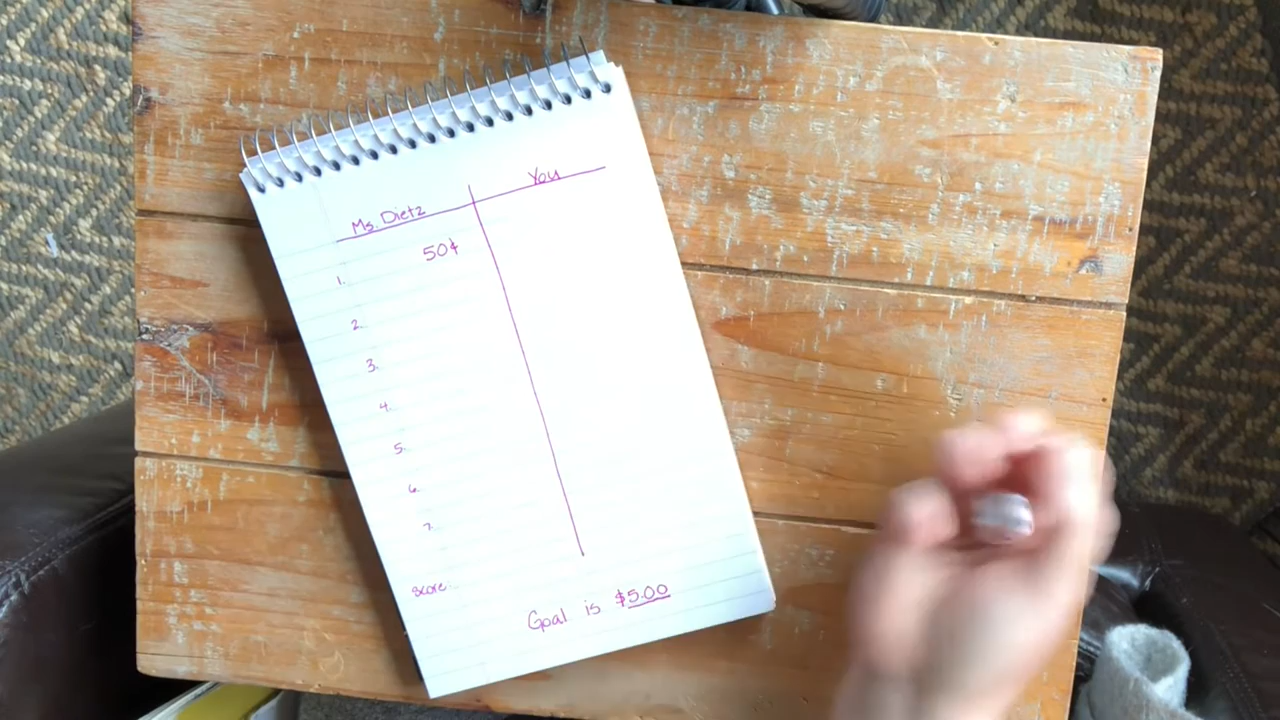 Ms. Dietz You
50¢
1.
2.
3.
4.
5.
6.
7.
Score:
Goal is $5.00